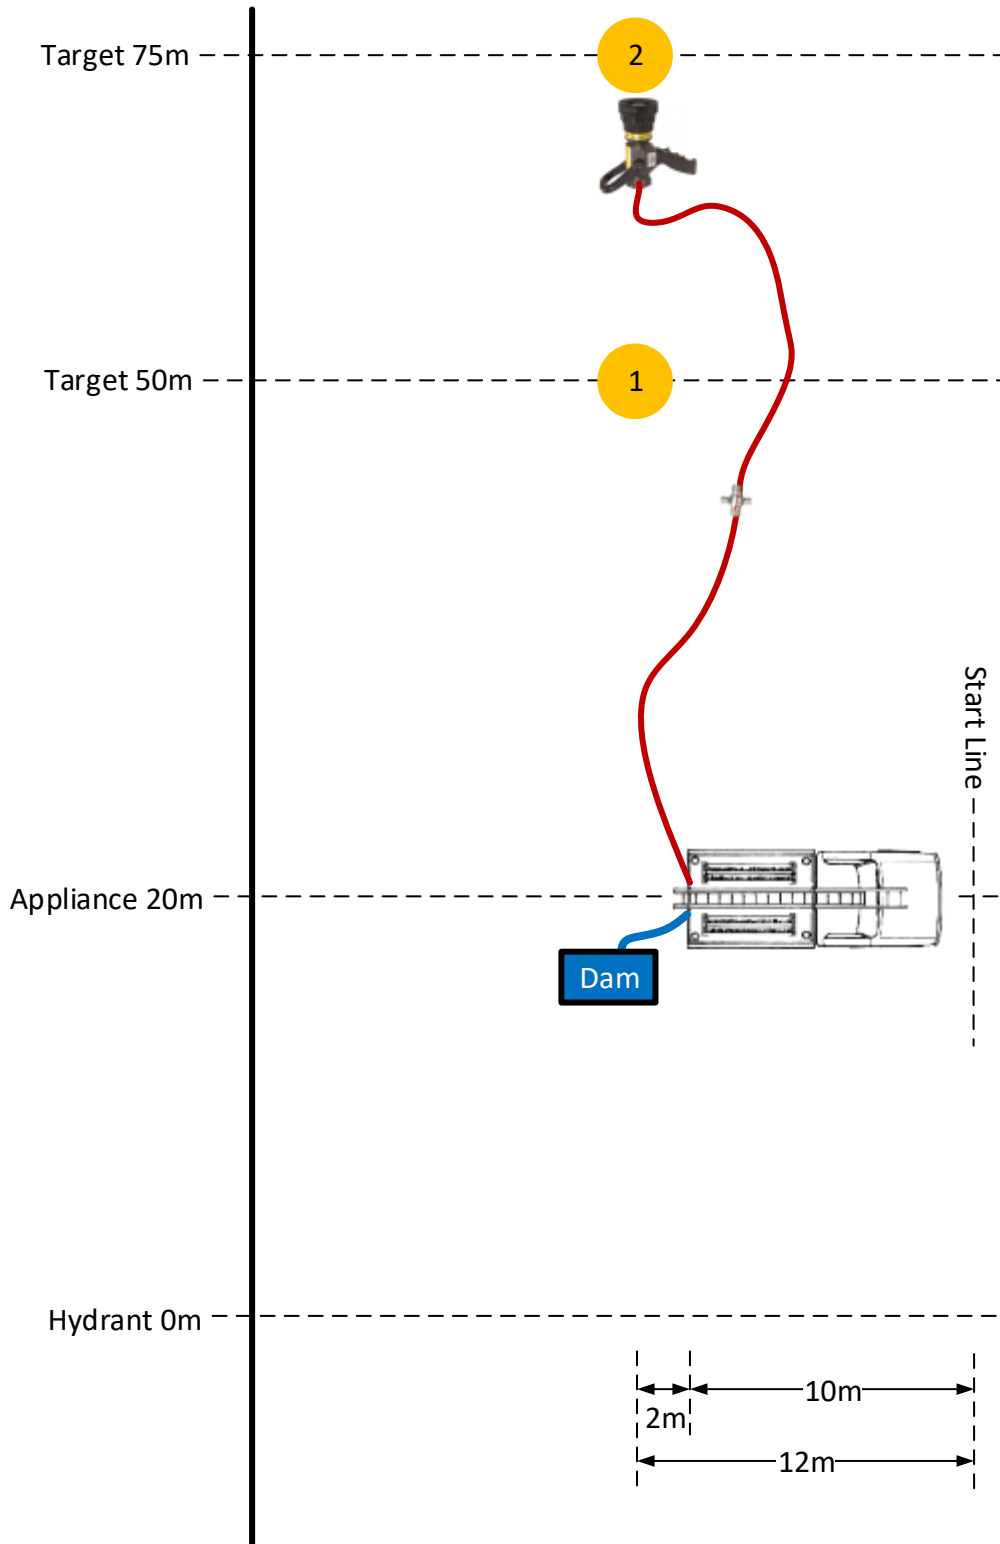 Target 75m
2
Target 50m
1
Start Line
Appliance 20m
Dam
Hydrant 0m
10m
2m
12m